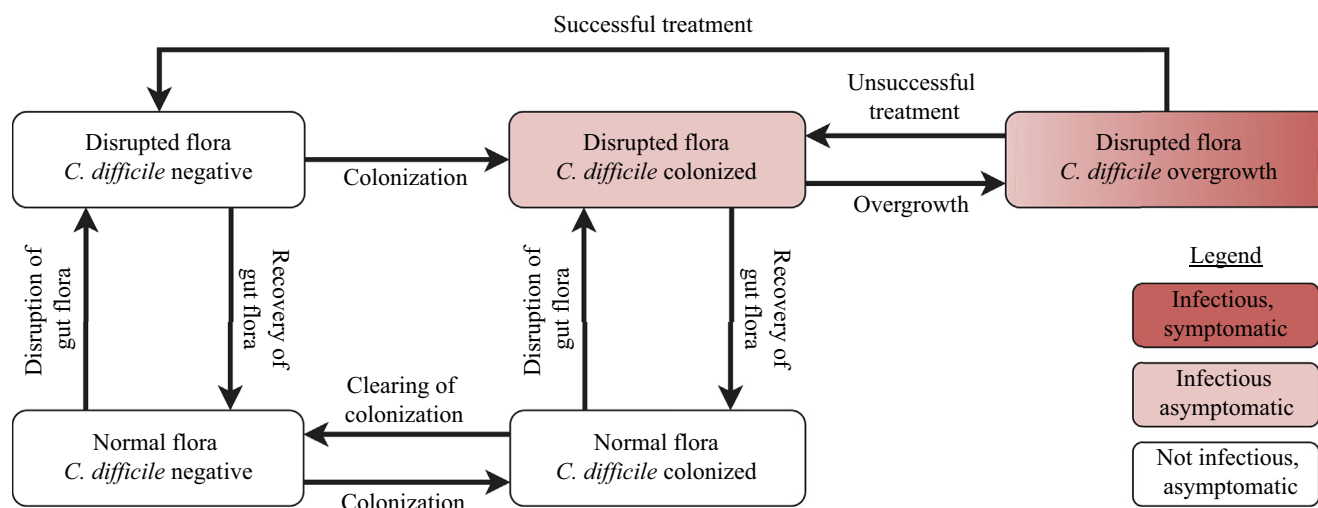 Successful treatment
Unsuccessful
treatment
Disrupted flora
C. difficile negative
Colonization
Disrupted flora
C. difficile colonized
Overgrowth
Disrupted flora
C. difficile overgrowth
Disruption of
gut flora
Recovery of
gut flora
Disruption of
gut flora
Recovery of
gut flora
Clearing of
colonization
Normal flora
C. difficile negative
Colonization
Normal flora
C. difficile colonized
Legend
Infectious,
symptomatic
Infectious
asymptomatic
Not infectious,
asymptomatic